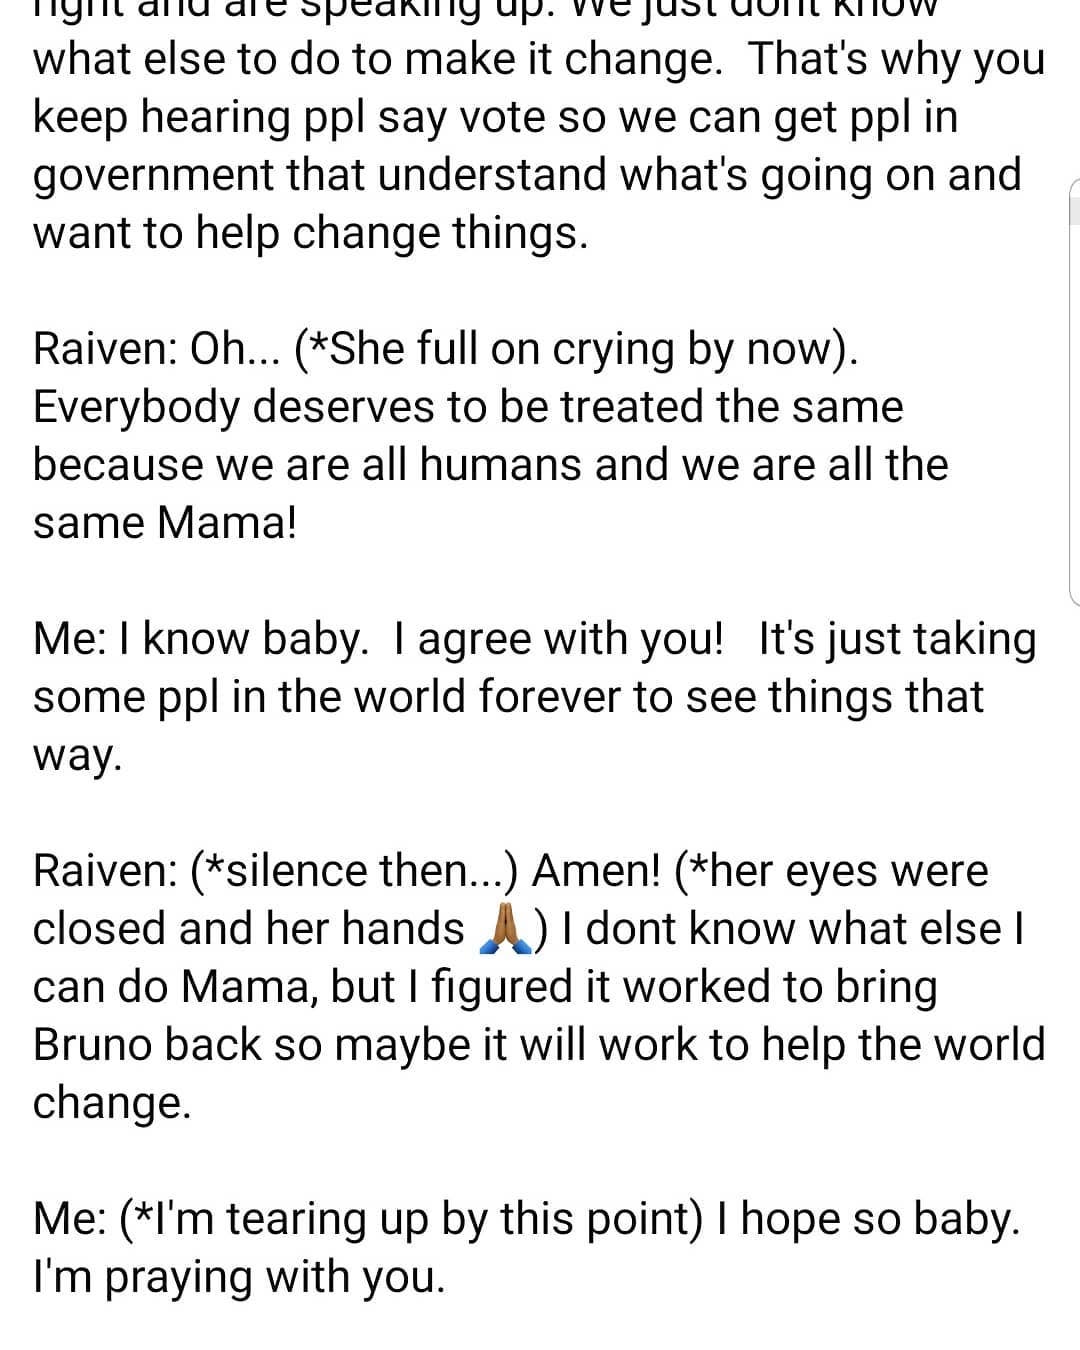 right and are speaking up. We just dont know
what else to do to make it change.  That's why you
keep hearing ppl say vote so we can get ppl in
government that understand what's going on and
want to help change things.
Raiven: Oh... (*She full on crying by now).
Everybody deserves to be treated the same
because we are all humans and we are all the
same Mama!
Me: I know baby.  I agree with you!   It's just taking
some ppl in the world forever to see things that
way.
Raiven: (*silence then...) Amen! (*her eyes were
closed and her hands 🙏🏾) I dont know what else I
can do Mama, but I figured it worked to bring
Bruno back so maybe it will work to help the world
change.
Me: (*I'm tearing up by this point) I hope so baby.
I'm praying with you.